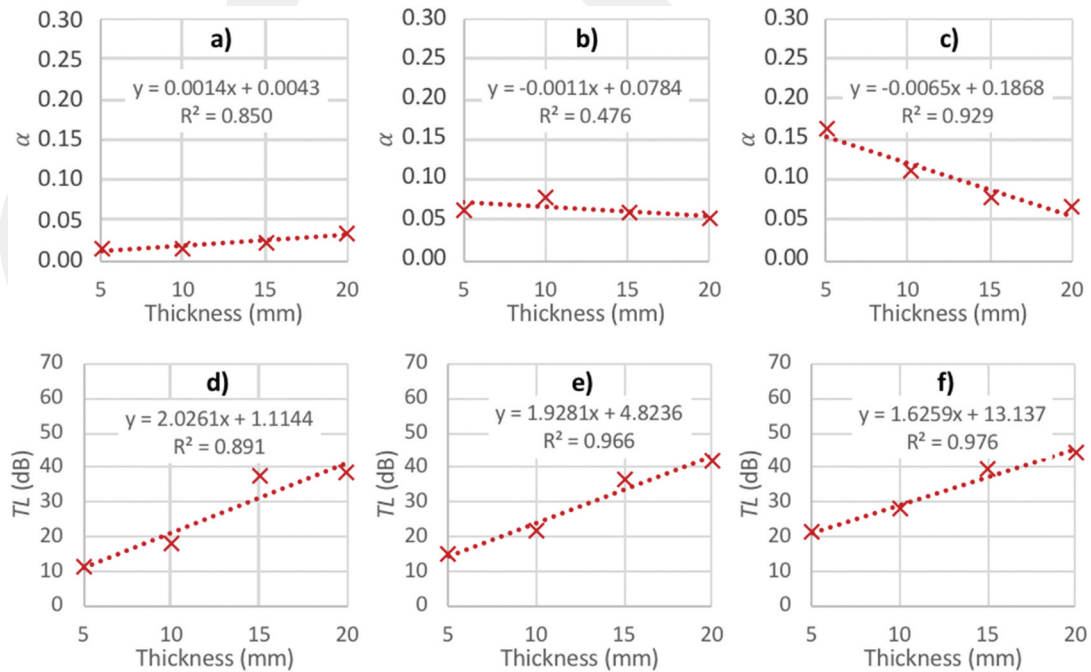 a)
y = 0.0014x + 0.0043
R² = 0.850
0.30
0.25
0.20
0.15
0.10
0.05
0.00
α
5 10 15 20
Thickness (mm)
b)
y = -0.0011x + 0.0784
R² = 0.476
0.30
0.25
0.20
0.15
0.10
0.05
0.00
α
5 10 15 20
Thickness (mm)
c)
y = -0.0065x + 0.1868
R² = 0.929
0.30
0.25
0.20
0.15
0.10
0.05
0.00
α
5 10 15 20
Thickness (mm)
d)
y = 2.0261x + 1.1144
R² = 0.891
70
60
50
40
30
20
10
0
TL (dB)
5 10 15 20
Thickness (mm)
e)
y = 1.9281x + 4.8236
R² = 0.966
70
60
50
40
30
20
10
0
TL (dB)
5 10 15 20
Thickness (mm)
f)
y = 1.6259x + 13.137
R² = 0.976
70
60
50
40
30
20
10
0
TL (dB)
5 10 15 20
Thickness (mm)